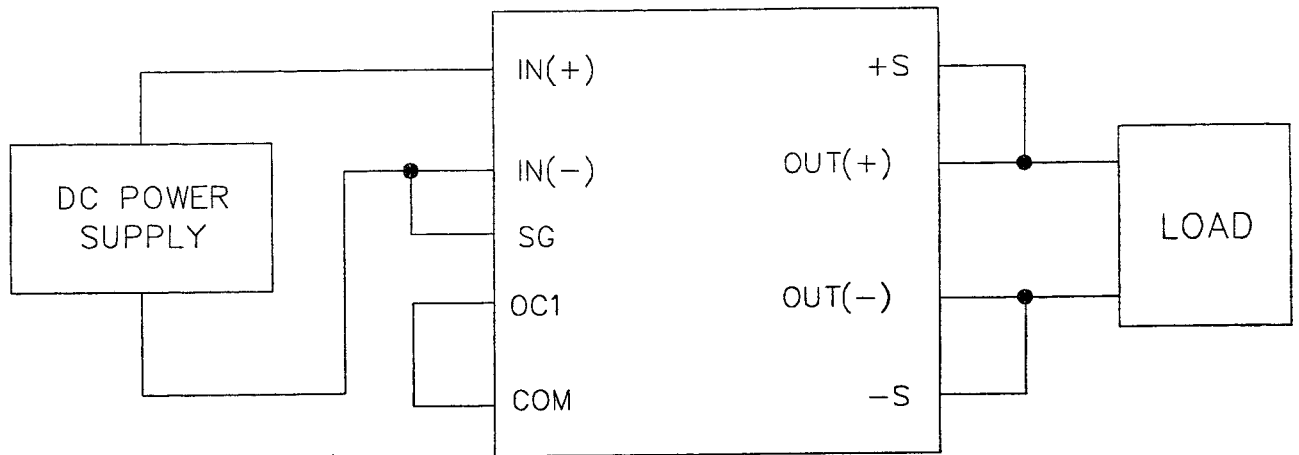 DC POWER
SUPPLY
IN(+)
IN(-)
SG
OC1
COM
+S
OUT(+)
OUT(-)
-S
LOAD